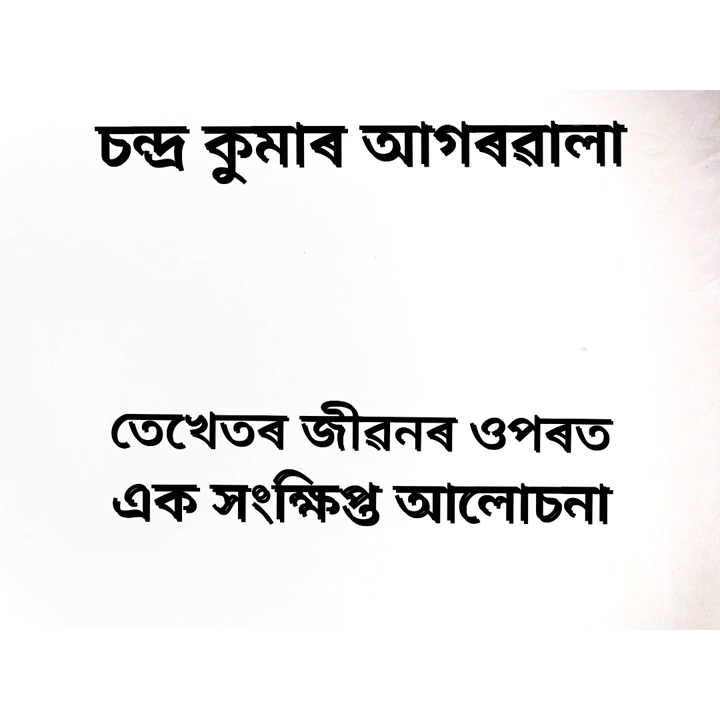 চন্দ্ৰ কুমাৰ আগৰৱালা
তেখেতৰ জীৱনৰ ওপৰত
এক সংক্ষিপ্ত আলোচনা